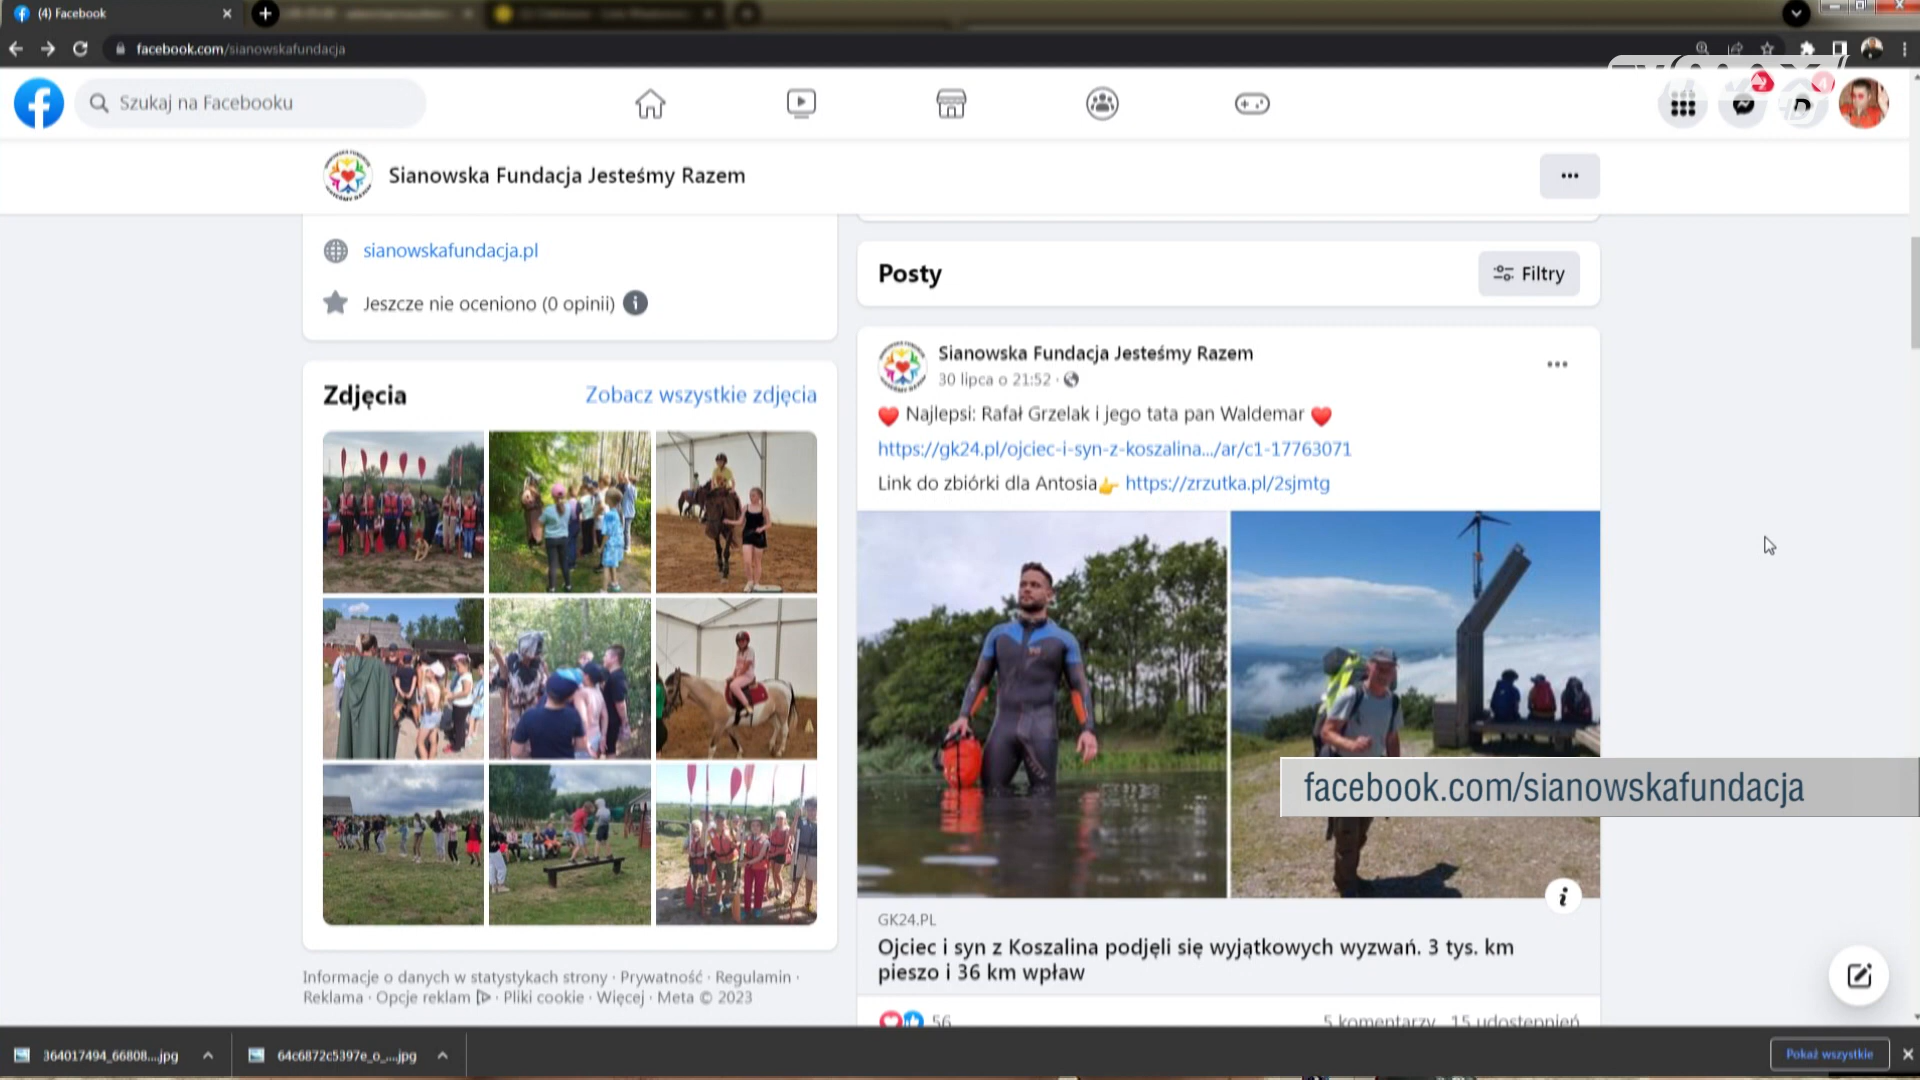 (4) Facebook
facebook.com/sianowskafundacja
Szukaj na Facebooku
Sianowska Fundacja Jesteśmy Razem
sianowskafundacja.pl
Jeszcze nie oceniono (0 opinii)
Posty
Filtry
Zdjęcia
Zobacz wszystkie zdjęcia
Sianowska Fundacja Jesteśmy Razem
30 lipca o 21:52 ·
Najlepsi: Rafał Grzelak i jego tata pan Waldemar
https://gk24.pl/ojciec-i-syn-z-koszalina.../ar/c1-17763071
Link do zbiórki dla Antosia👉 https://zrzutka.pl/2sjmtg
facebook.com/sianowskafundacja
GK24.PL
Ojciec i syn z Koszalina podjęli się wyjątkowych wyzwań. 3 tys. km
pieszo i 36 km wpław
Informacje o danych w statystykach strony · Prywatność · Regulamin ·
Reklama · Opcje reklam · Pliki cookie · Więcej · Meta © 2023
56
5 komentarzy
15 udostępnień
364017494_66808....jpg
64c6872c5397e_o_....jpg
Pokaż wszystkie